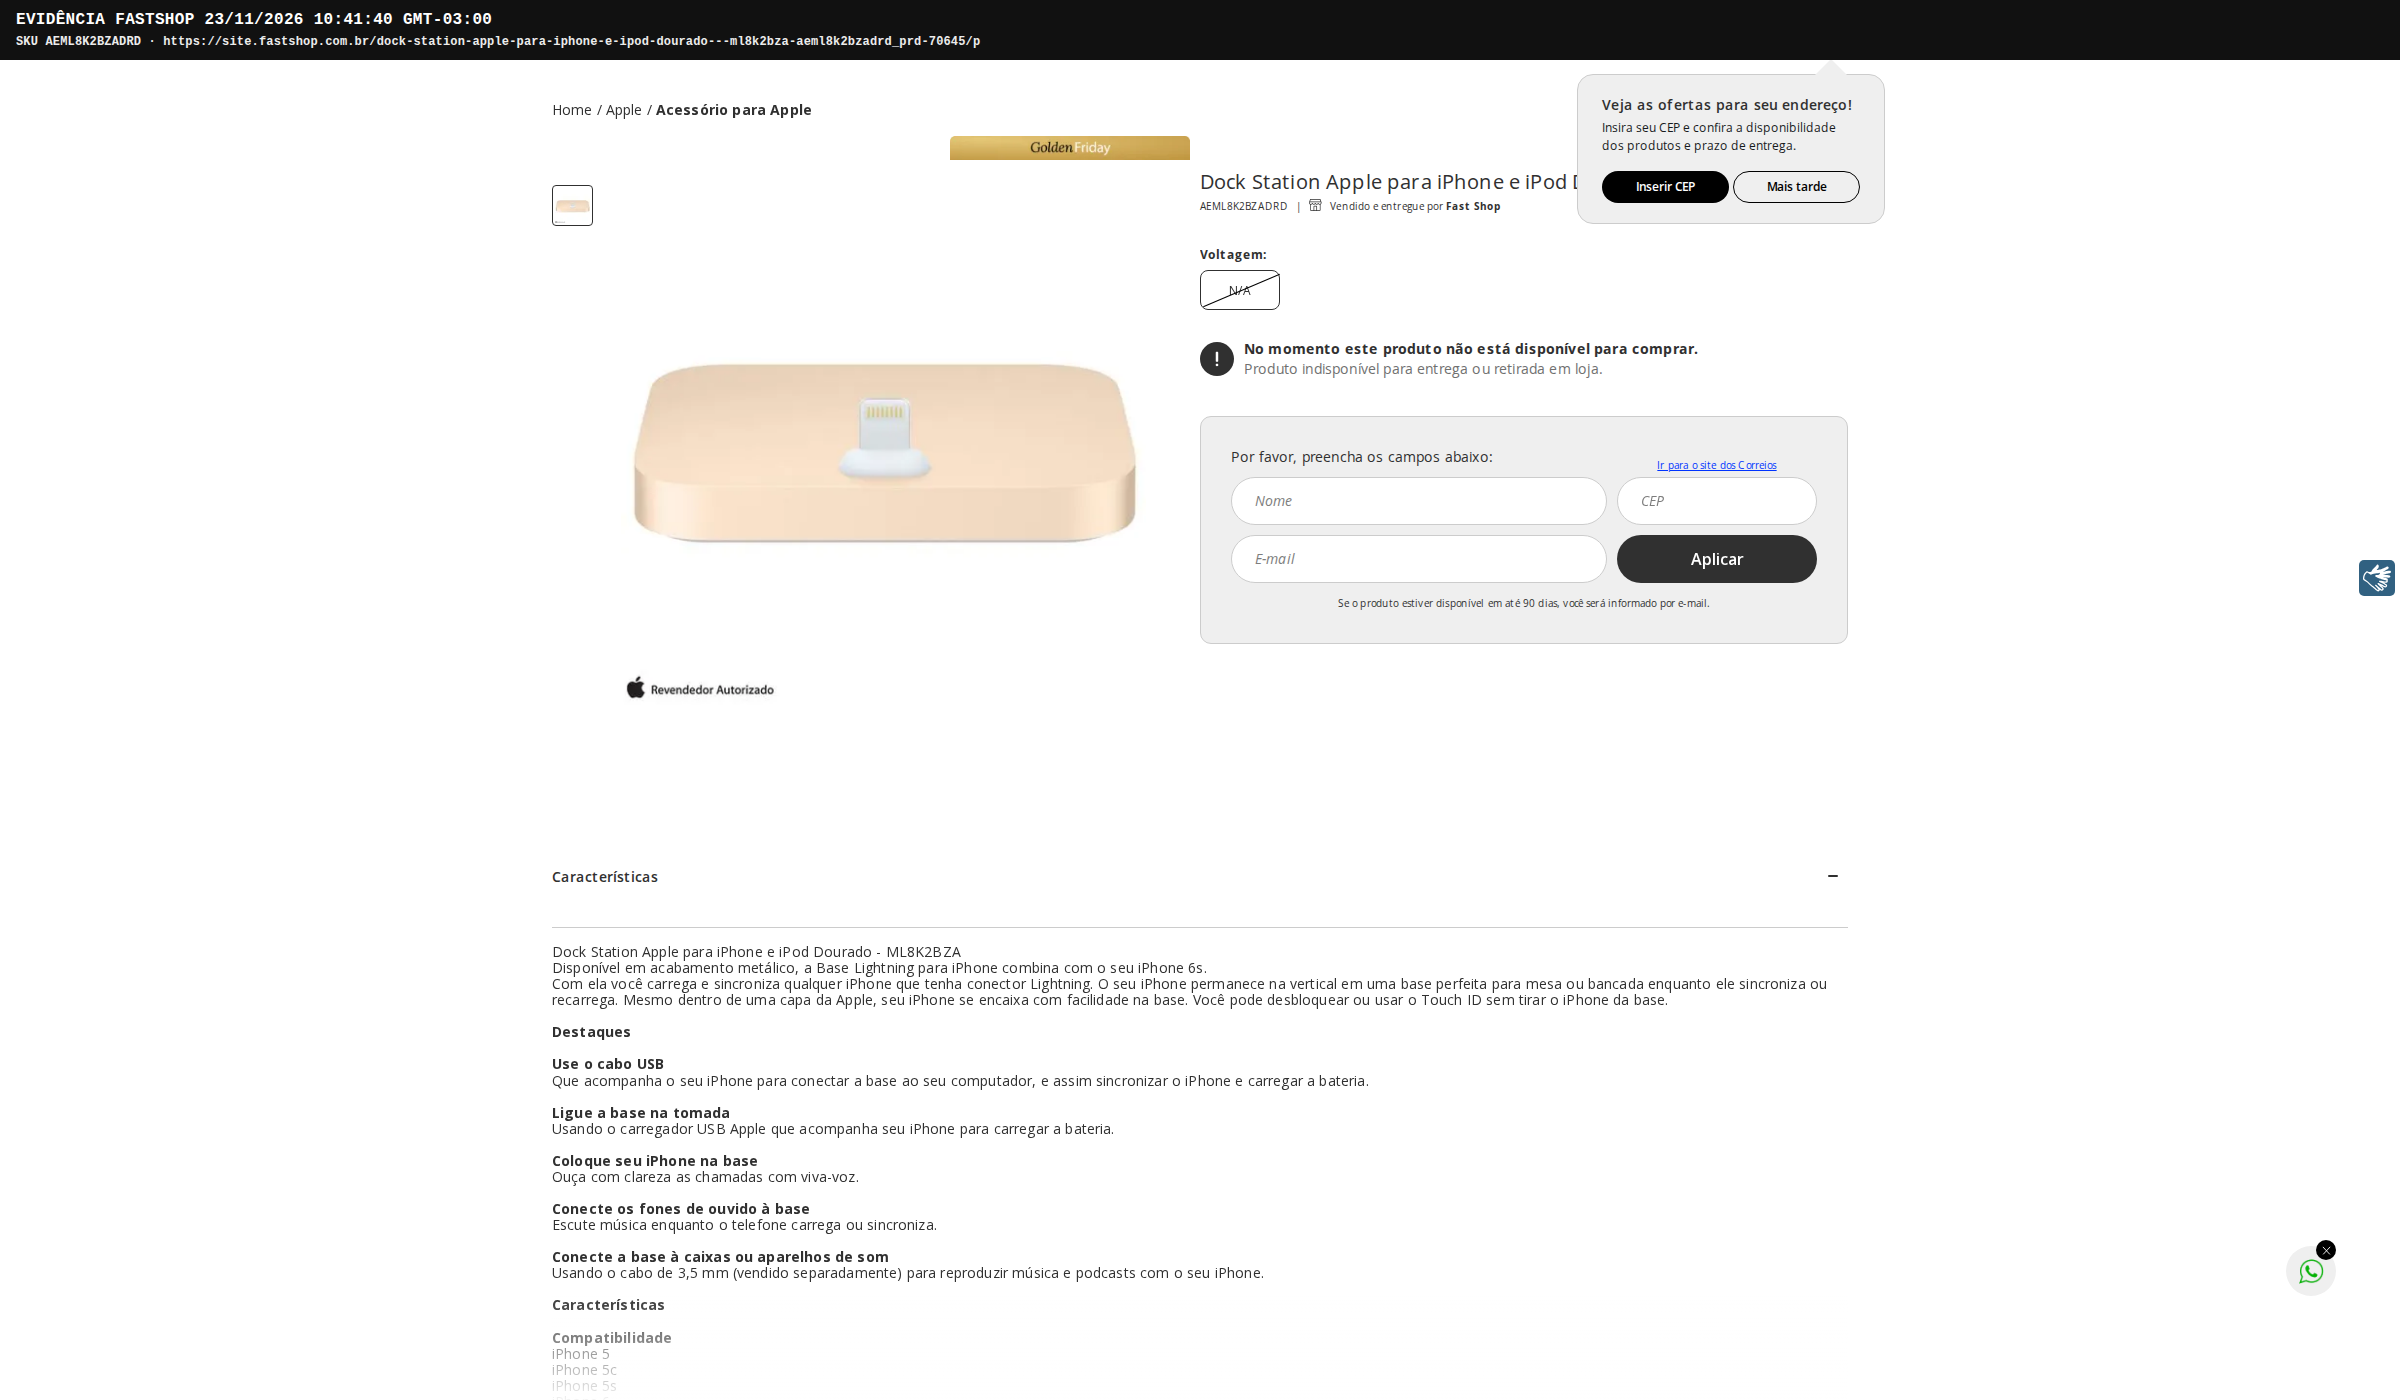 EVIDÊNCIA FASTSHOP 23/11/2026 10:41:40 GMT-03:00
SKU AEML8K2BZADRD · https://site.fastshop.com.br/dock-station-apple-para-iphone-e-ipod-dourado---ml8k2bza-aeml8k2bzadrd_prd-70645/p
Home / Apple / Acessório para Apple
Golden Friday
Veja as ofertas para seu endereço!
Insira seu CEP e confira a disponibilidade
dos produtos e prazo de entrega.
Inserir CEP
Mais tarde
Dock Station Apple para iPhone e iPod
AEML8K2BZADRD | Vendido e entregue por Fast Shop
Voltagem:
N/A
No momento este produto não está disponível para comprar.
Produto indisponível para entrega ou retirada em loja.
Por favor, preencha os campos abaixo:
Ir para o site dos Correios
Nome
CEP
E-mail
Aplicar
Se o produto estiver disponível em até 90 dias, você será informado por e-mail.
Revendedor Autorizado
Características
Dock Station Apple para iPhone e iPod Dourado - ML8K2BZA
Disponível em acabamento metálico, a Base Lightning para iPhone combina com o seu iPhone 6s.
Com ela você carrega e sincroniza qualquer iPhone que tenha conector Lightning. O seu iPhone permanece na vertical em uma base perfeita para mesa ou bancada enquanto ele sincroniza ou
recarrega. Mesmo dentro de uma capa da Apple, seu iPhone se encaixa com facilidade na base. Você pode desbloquear ou usar o Touch ID sem tirar o iPhone da base.
Destaques
Use o cabo USB
Que acompanha o seu iPhone para conectar a base ao seu computador, e assim sincronizar o iPhone e carregar a bateria.
Ligue a base na tomada
Usando o carregador USB Apple que acompanha seu iPhone para carregar a bateria.
Coloque seu iPhone na base
Ouça com clareza as chamadas com viva-voz.
Conecte os fones de ouvido à base
Escute música enquanto o telefone carrega ou sincroniza.
Conecte a base à caixas ou aparelhos de som
Usando o cabo de 3,5 mm (vendido separadamente) para reproduzir música e podcasts com o seu iPhone.
Características
Compatibilidade
iPhone 5
iPhone 5c
iPhone 5s